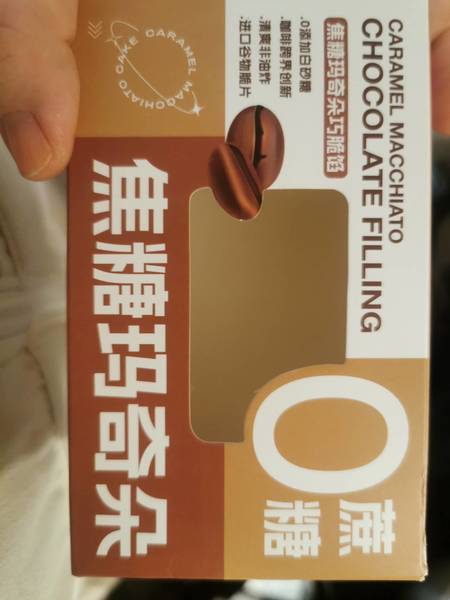 CARAMEL MACCHIATO
CHOCOLATE FILLING
焦糖玛奇朵巧脆馅
.0添加白砂糖
.咖啡跨界创新
.清爽非油炸
.进口谷物脆片
CARAMEL MACCHIATO
焦糖玛奇朵
0
蔗糖